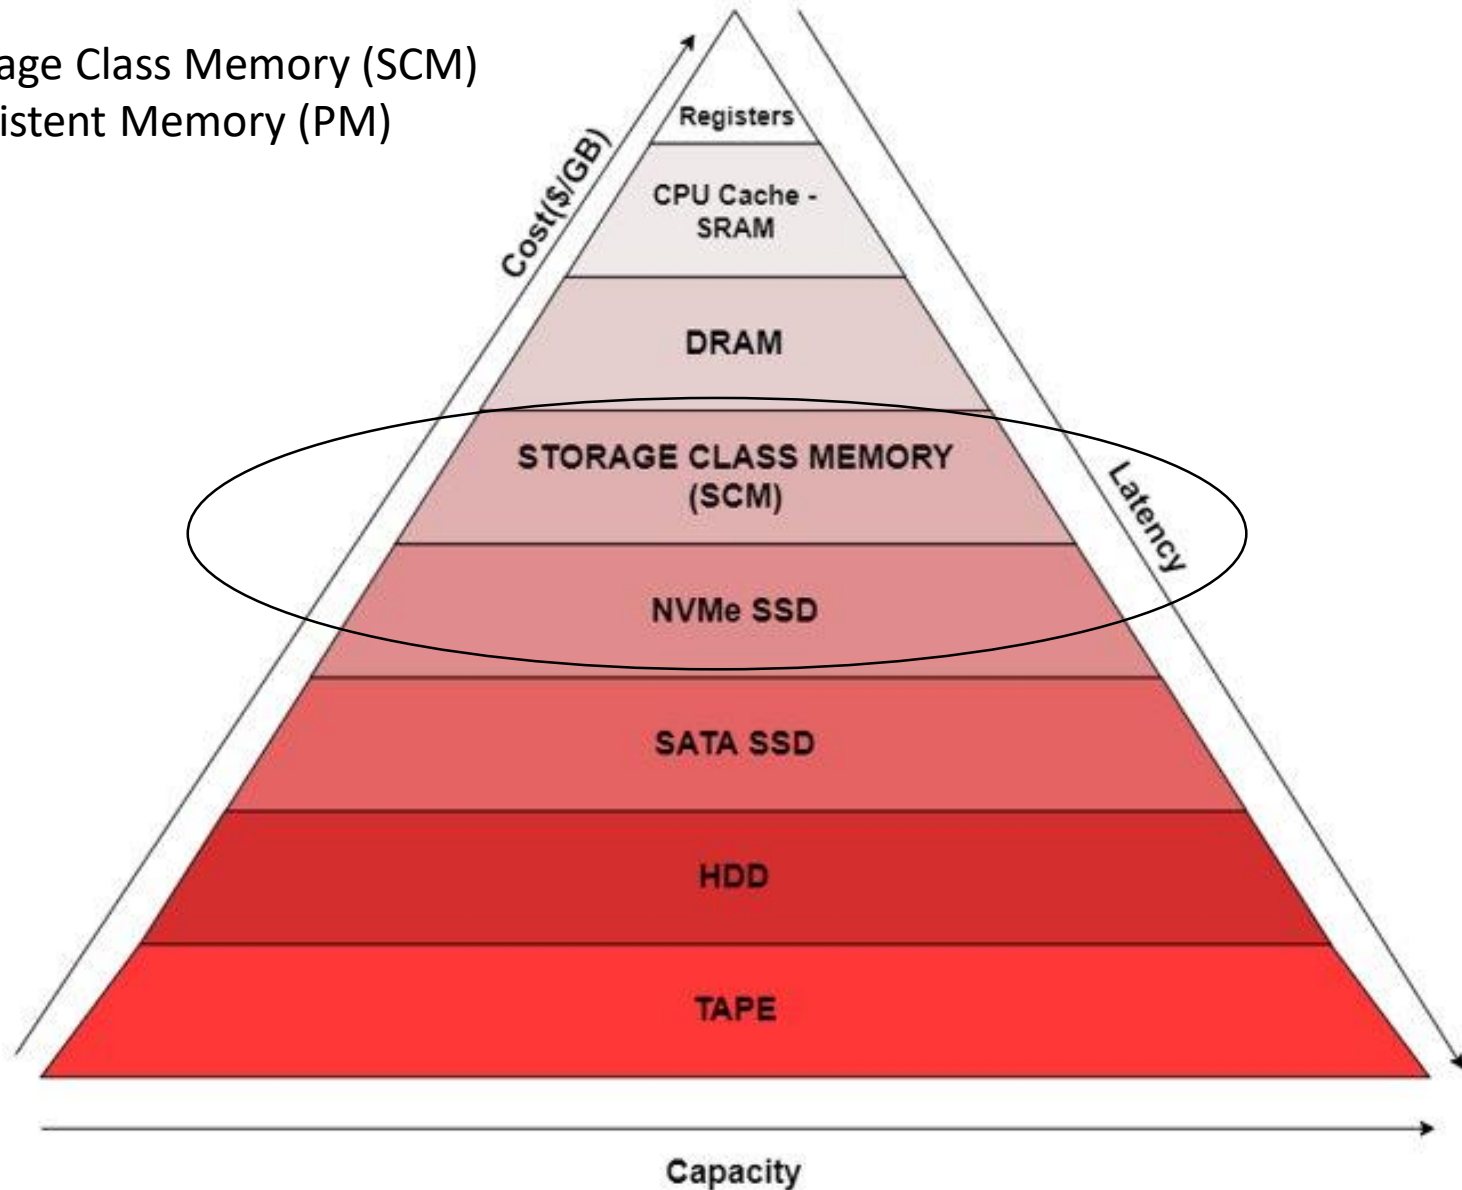 age Class Memory (SCM)
istent Memory (PM)
Registers
Cost($/GB)
CPU Cache -
SRAM
DRAM
STORAGE CLASS MEMORY
(SCM)
Latency
NVMe SSD
SATA SSD
HDD
TAPE
Capacity